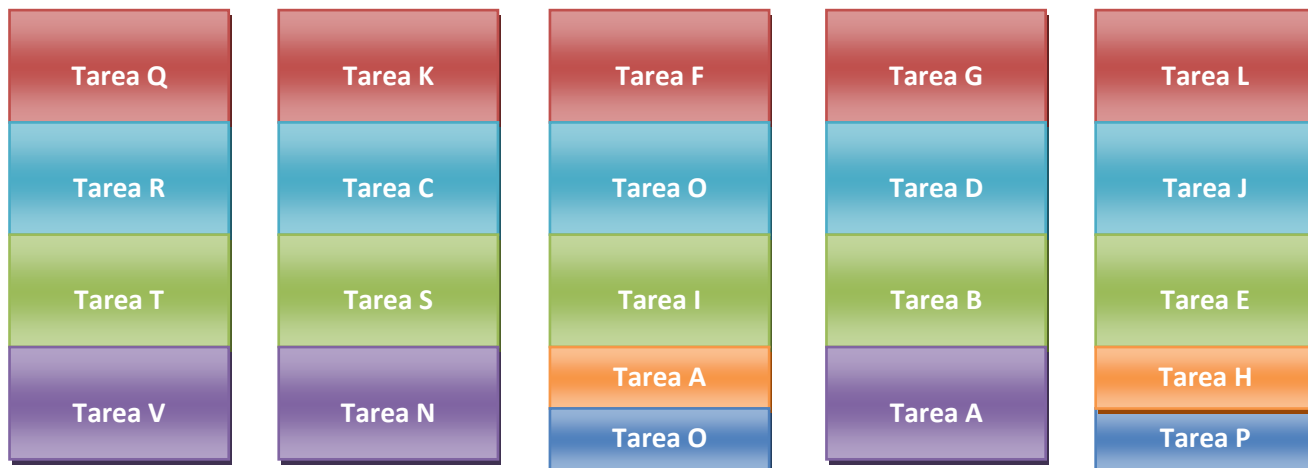 Tarea Q
Tarea K
Tarea F
Tarea G
Tarea L
Tarea R
Tarea C
Tarea O
Tarea D
Tarea J
Tarea T
Tarea S
Tarea I
Tarea B
Tarea E
Tarea V
Tarea N
Tarea A
Tarea O
Tarea A
Tarea H
Tarea P